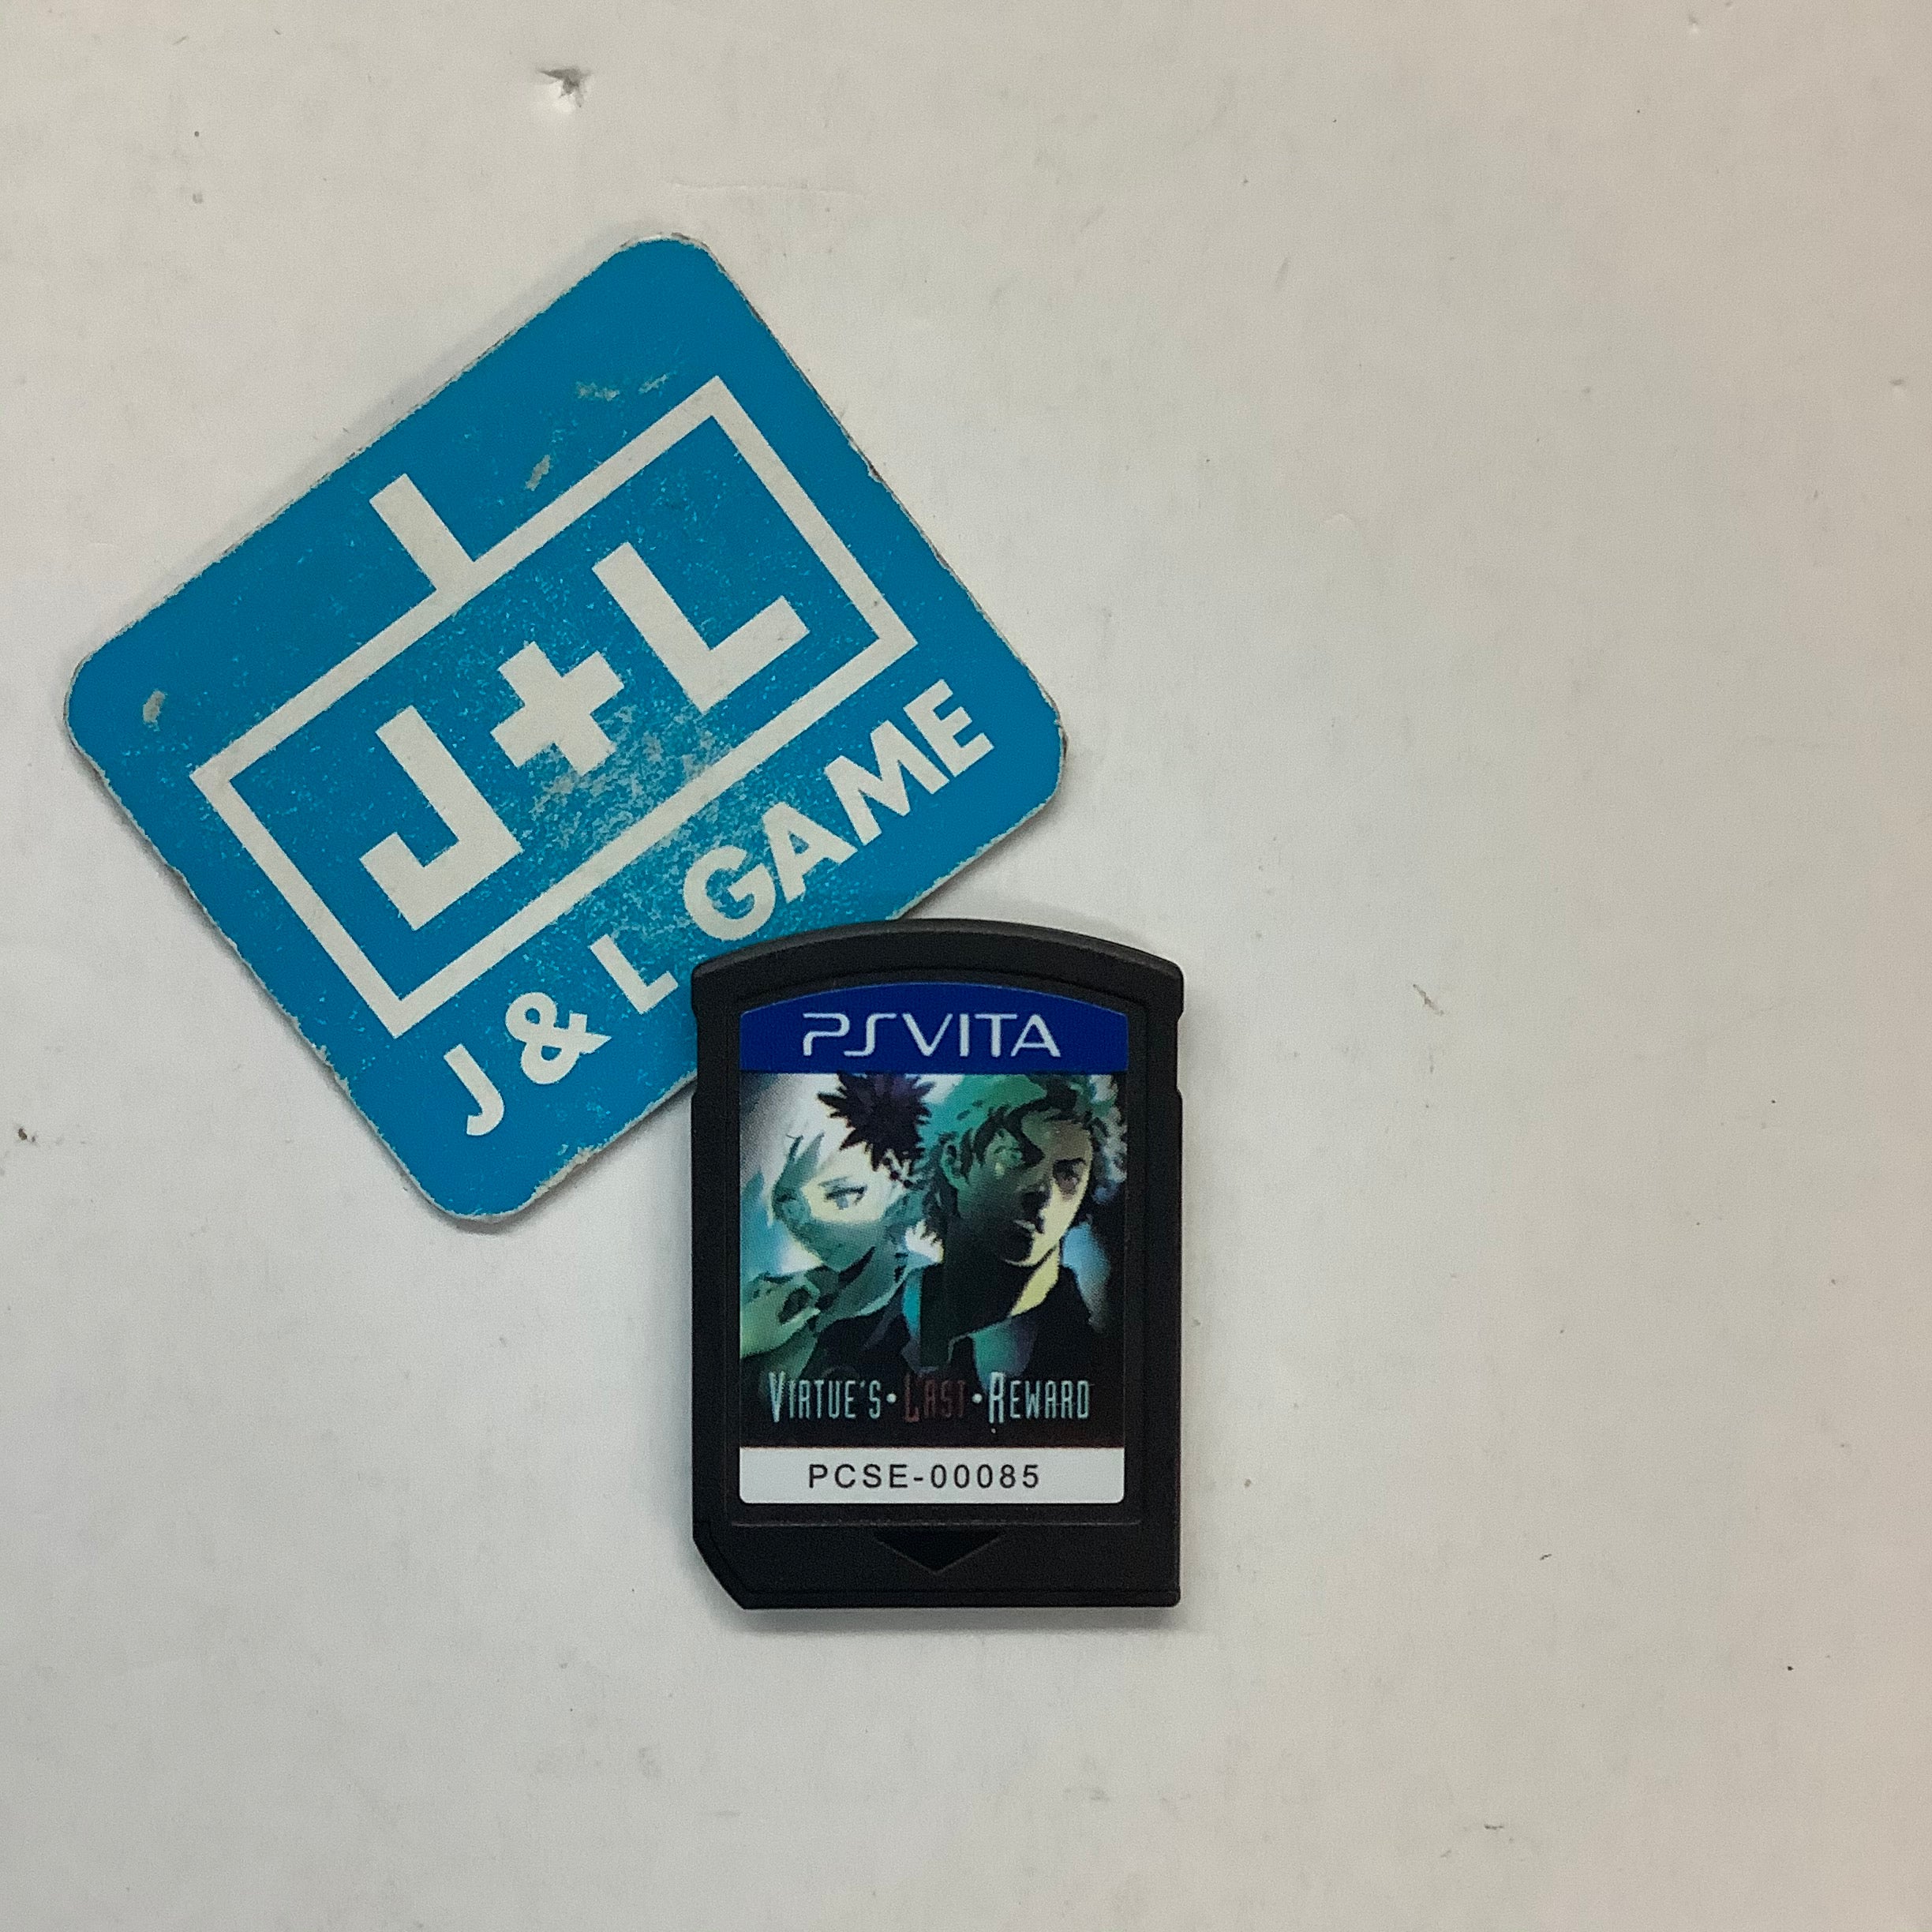 J+L
J & L GAME
PSVITA
VIRTUE'S•LAST•REWARD
PCSE-00085